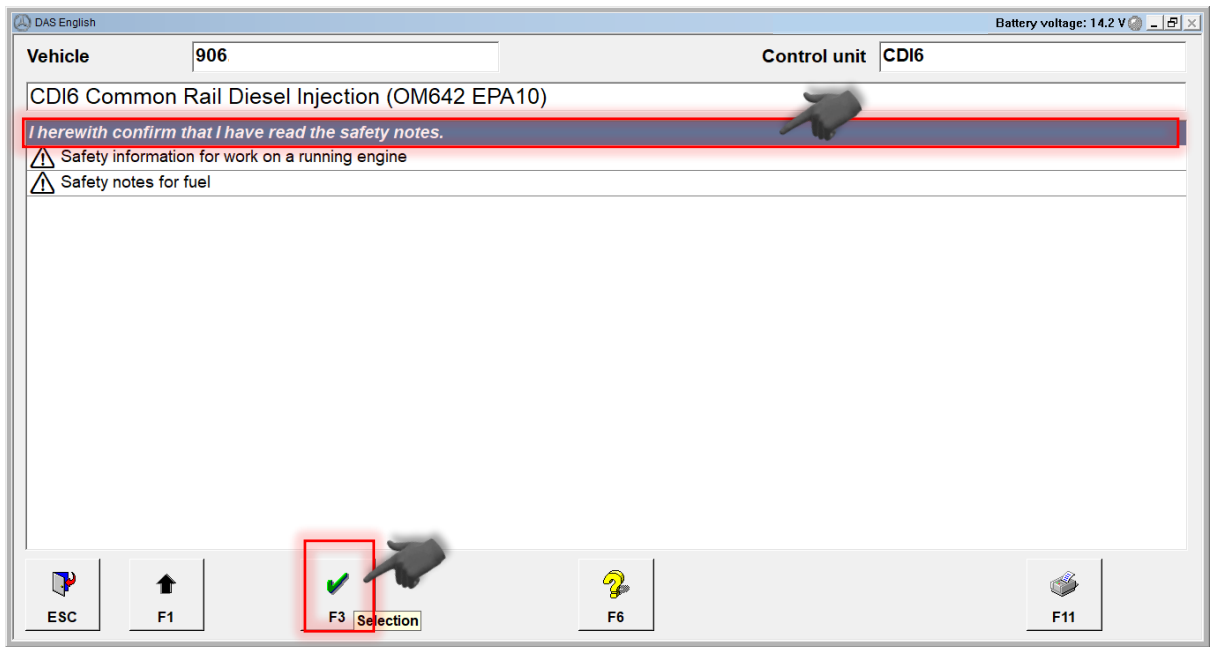 DAS English
Battery voltage: 14.2 V
Vehicle 906 Control unit CDI6
CDI6 Common Rail Diesel Injection (OM642 EPA10)
I herewith confirm that I have read the safety notes.
Safety information for work on a running engine
Safety notes for fuel
ESC F1 F3 Selection F6 F11